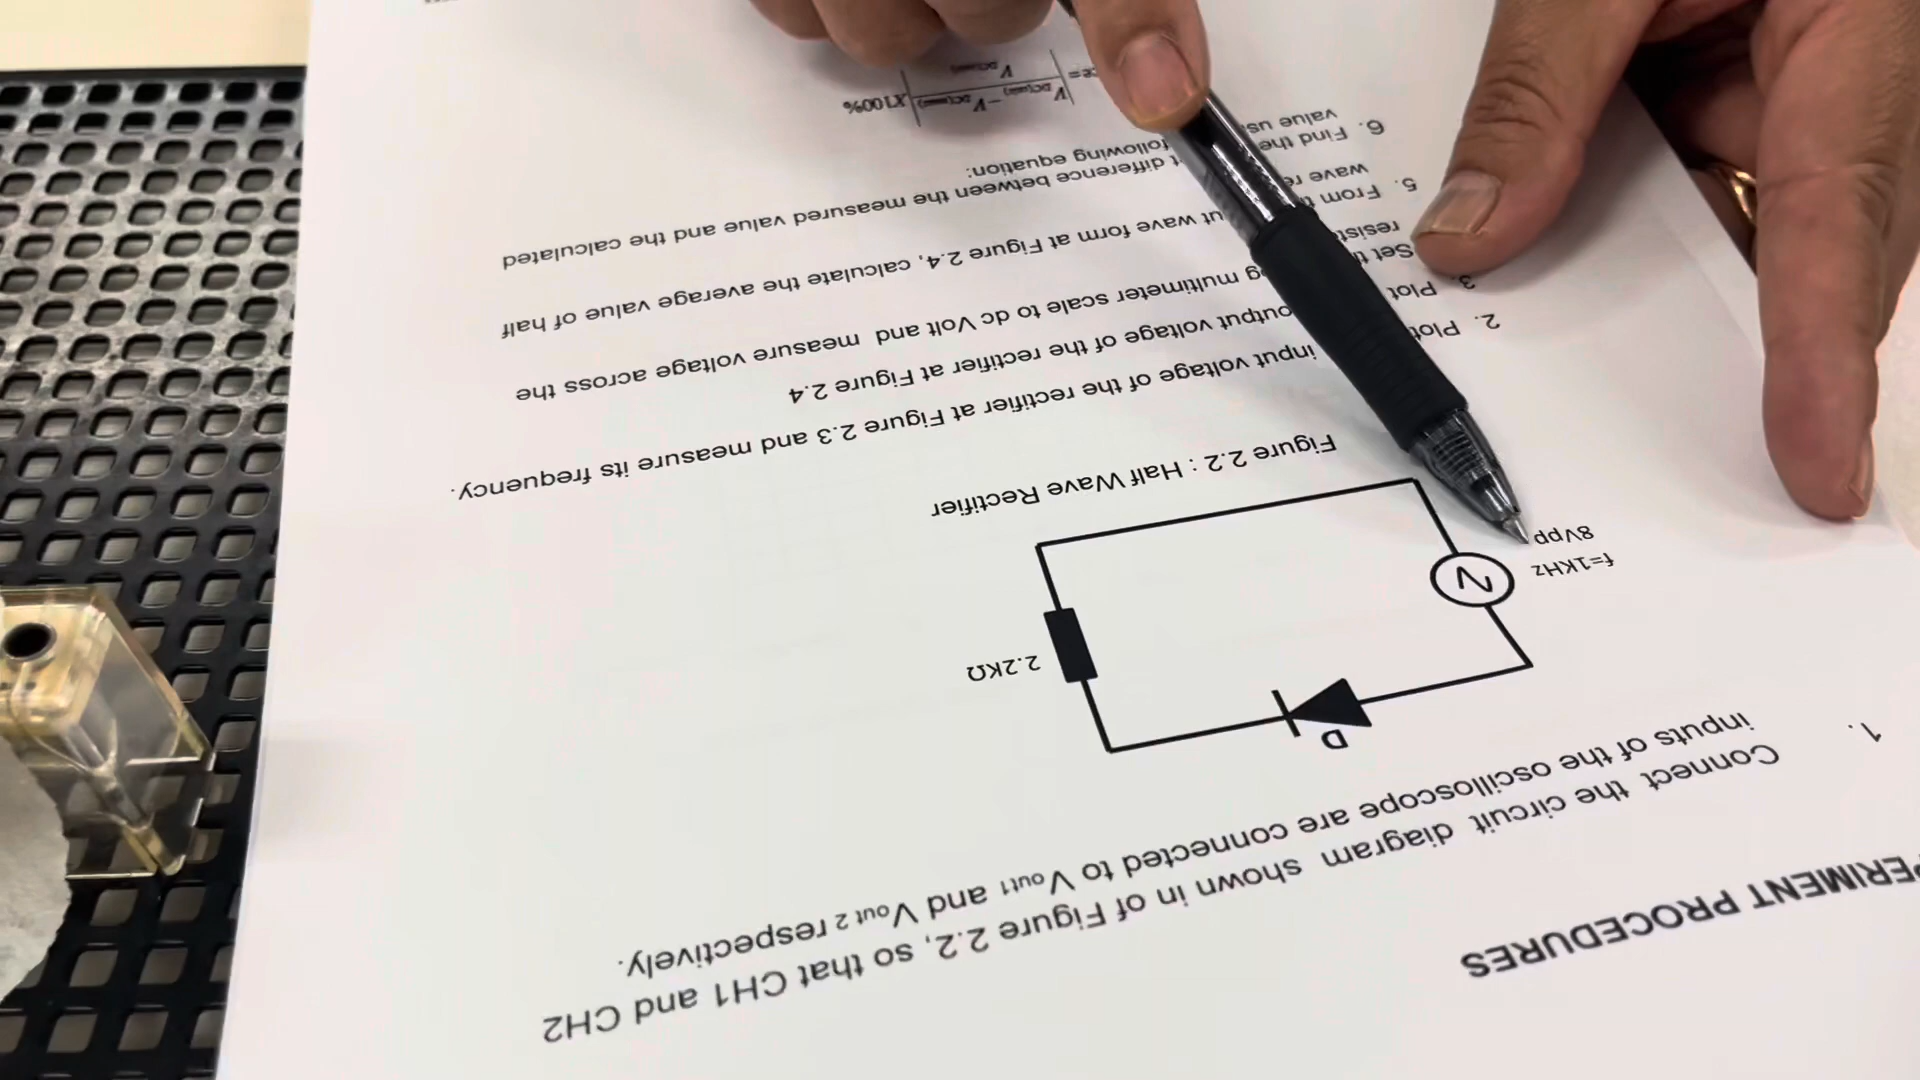 EXPERIMENT PROCEDURES
1. Connect the circuit diagram shown in of Figure 2.2, so that CH1 and CH2
inputs of the oscilloscope are connected to Vout1 and Vout 2 respectively.
D
2.2KΩ
f=1KHz
8Vpp
Figure 2.2 : Half Wave Rectifier
2. Plot input voltage of the rectifier at Figure 2.3 and measure its frequency.
3. Plot output voltage of the rectifier at Figure 2.4
Set multimeter scale to dc Volt and measure voltage across the
5. From wave form at Figure 2.4, calculate the average value of half
wave
6. Find the difference between the measured value and the calculated
value following equation:
X100%